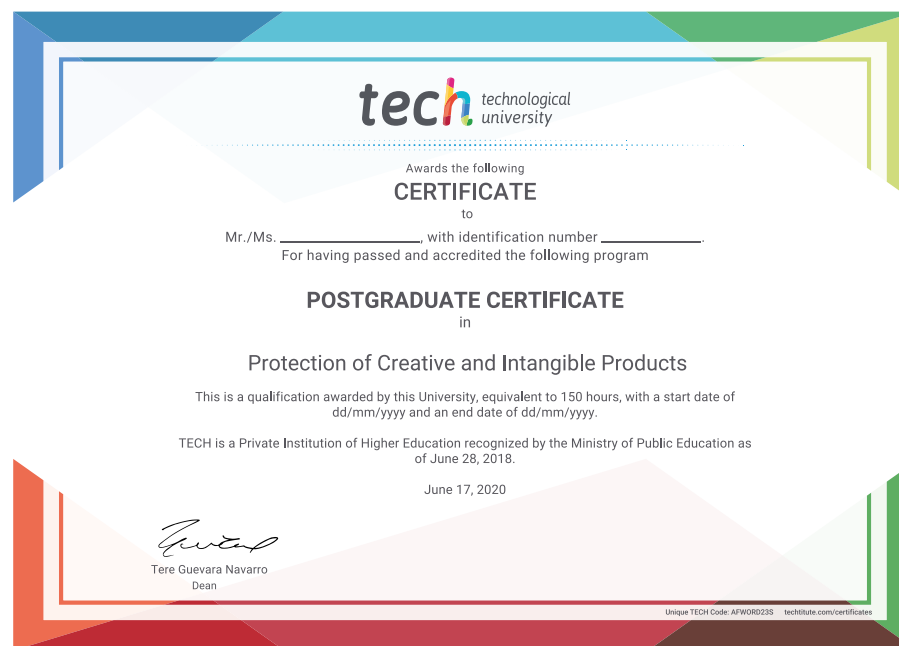 tech technological
university
Awards the following
CERTIFICATE
to
Mr./Ms. ____________, with identification number ____________.
For having passed and accredited the following program
POSTGRADUATE CERTIFICATE
in
Protection of Creative and Intangible Products
This is a qualification awarded by this University, equivalent to 150 hours, with a start date of
dd/mm/yyyy and an end date of dd/mm/yyyy.
TECH is a Private Institution of Higher Education recognized by the Ministry of Public Education as
of June 28, 2018.
June 17, 2020
Tere Guevara Navarro
Dean
Unique TECH Code: AFWORD23S techtitute.com/certificates